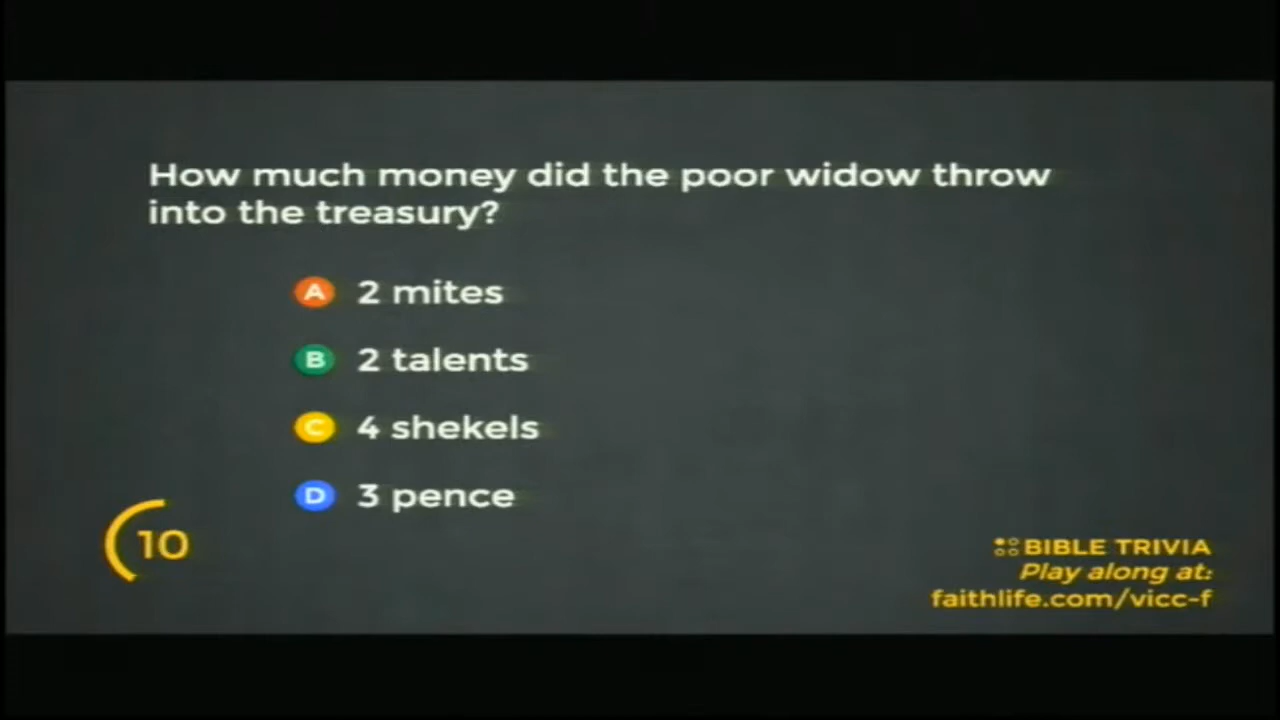 How much money did the poor widow throw
into the treasury?
A 2 mites
B 2 talents
C 4 shekels
D 3 pence
10
BIBLE TRIVIA
Play along at:
faithlife.com/vicc-f